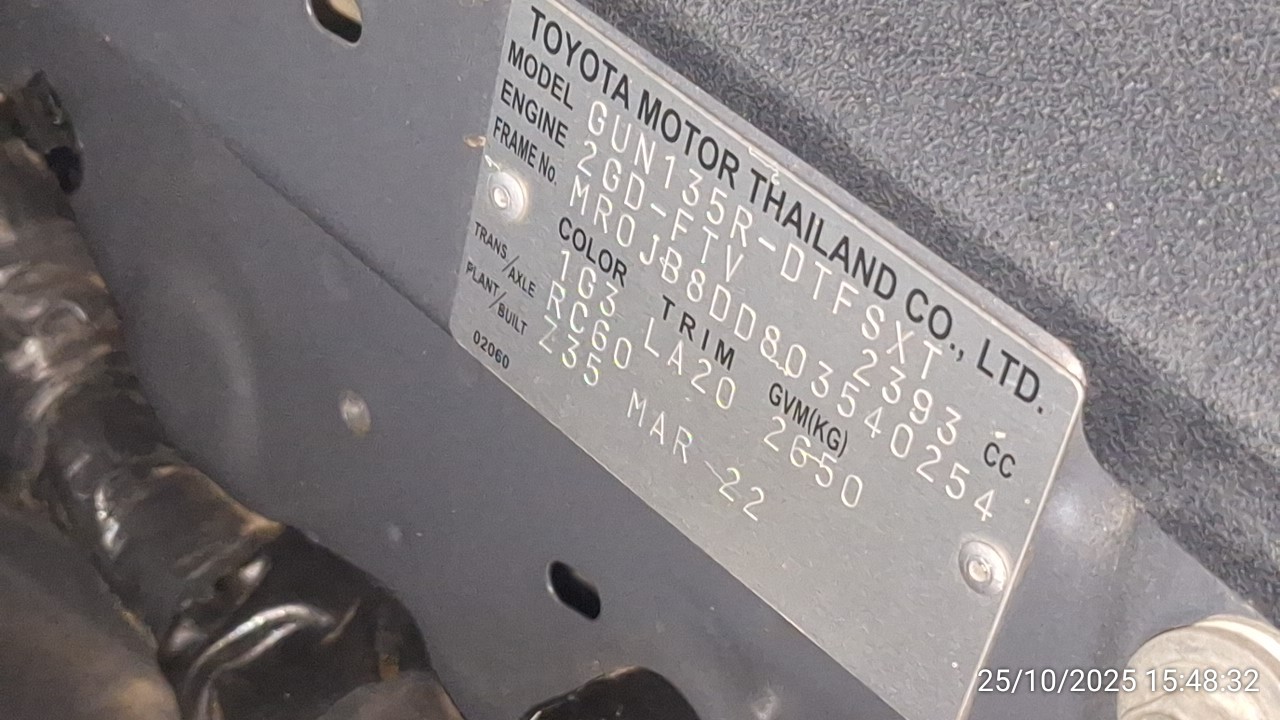 TOYOTA MOTOR THAILAND CO., LTD.
MODEL GUN135R-DTFSXT
ENGINE 2GD-FTV 2393 CC
FRAME No. MR0JB8DD803540254
COLOR TRIM GVM(KG)
1G3 LA20 2650
TRANS/AXLE RC60
PLANT/BUILT Z35 MAR-22
02060
25/10/2025 15:48:32